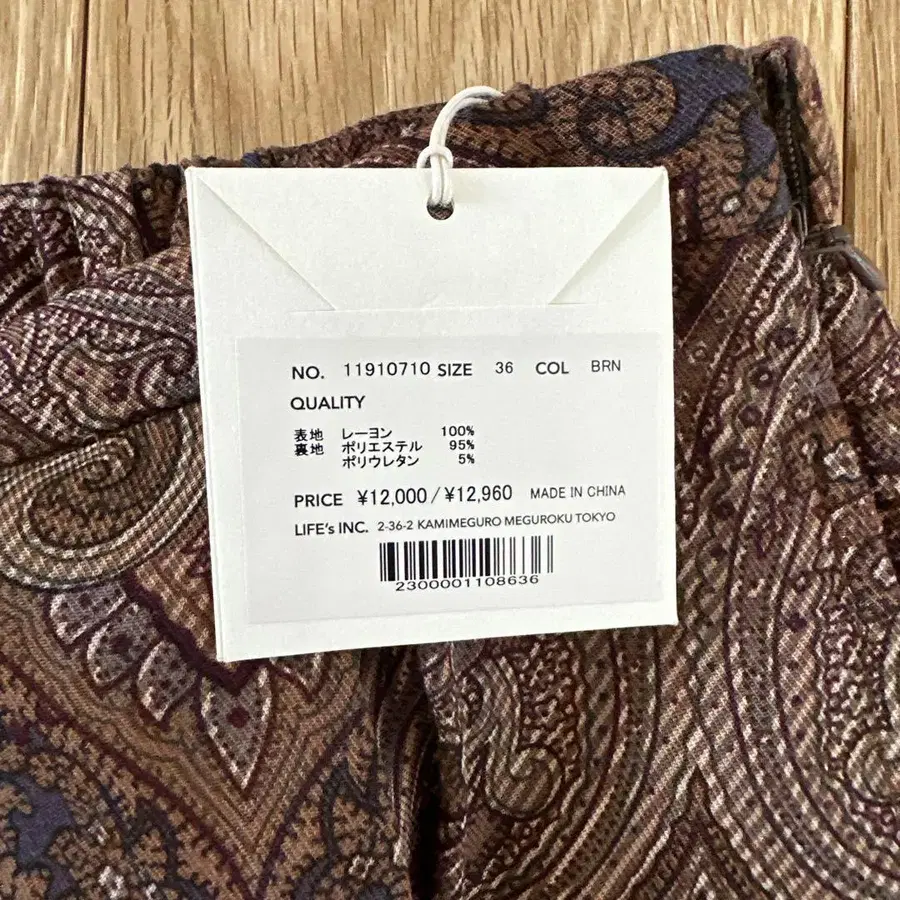 NO. 11910710 SIZE 36 COL BRN
QUALITY
表地 レーヨン 100%
裏地 ポリエステル 95%
ポリウレタン 5%
PRICE ¥12,000/¥12,960 MADE IN CHINA
LIFE's INC. 2-36-2 KAMIMEGURO MEGUROKU TOKYO
2300001108636